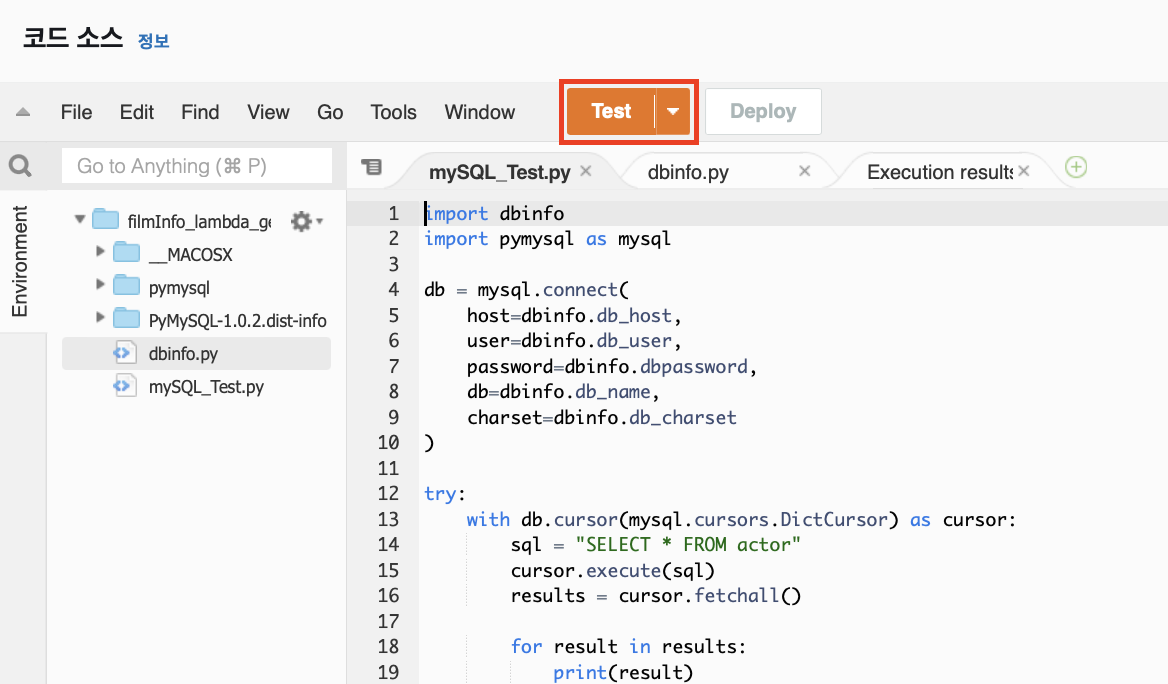 코드 소스 정보
File Edit Find View Go Tools Window Test Deploy
Go to Anything (⌘ P)
mySQL_Test.py × dbinfo.py × Execution results ×
Environment
filmInfo_lambda_ge
__MACOSX
pymysql
PyMySQL-1.0.2.dist-info
dbinfo.py
mySQL_Test.py
1 import dbinfo
2 import pymysql as mysql
3
4 db = mysql.connect(
5     host=dbinfo.db_host,
6     user=dbinfo.db_user,
7     password=dbinfo.dbpassword,
8     db=dbinfo.db_name,
9     charset=dbinfo.db_charset
10 )
11
12 try:
13     with db.cursor(mysql.cursors.DictCursor) as cursor:
14         sql = "SELECT * FROM actor"
15         cursor.execute(sql)
16         results = cursor.fetchall()
17
18         for result in results:
19             print(result)